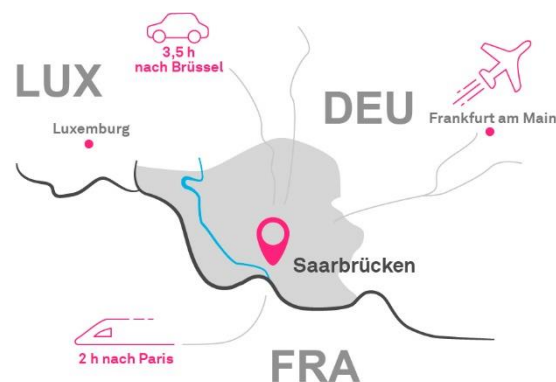 3,5 h
nach Brüssel
LUX
DEU
Luxemburg
Frankfurt am Main
Saarbrücken
2 h nach Paris
FRA